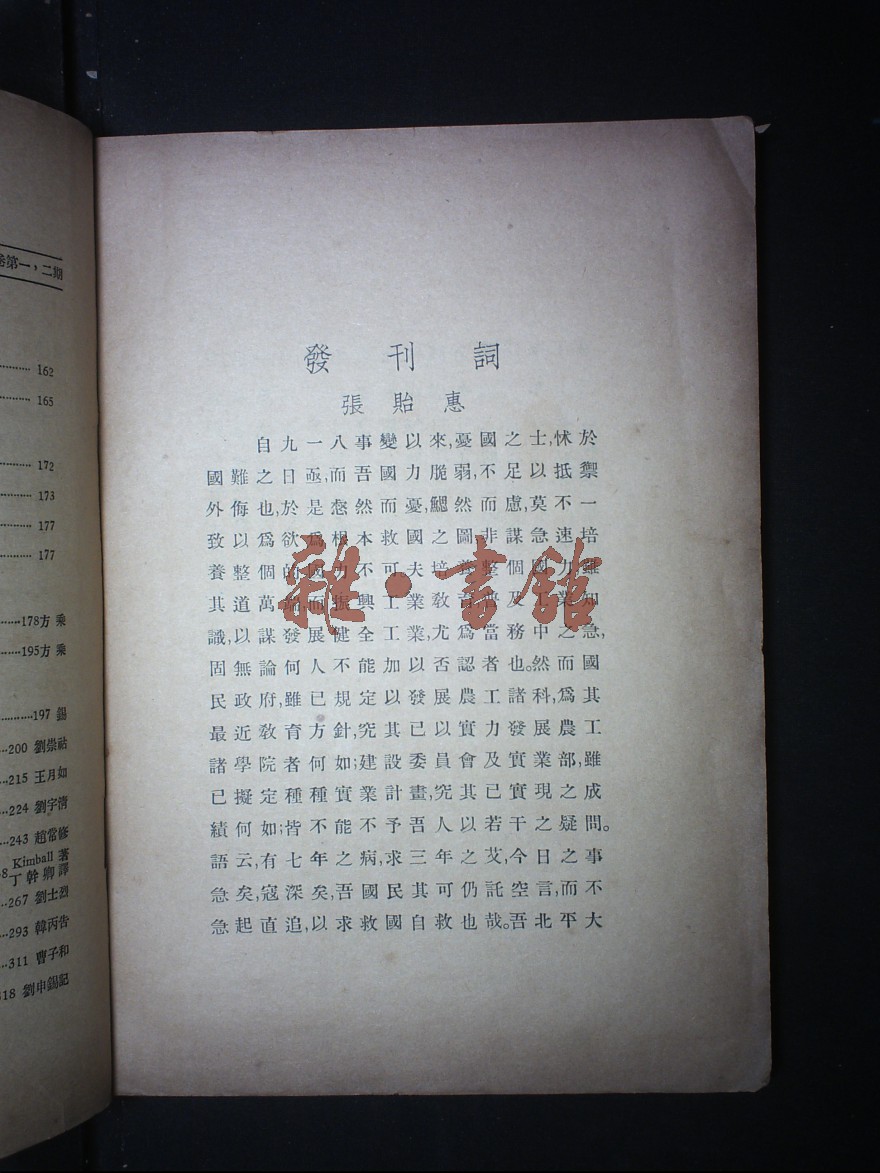 卷第一，二期
162
165
172
173
177
177
178方乘
195方乘
197 錫
200 劉崇祜
215 王月如
224 劉宇淸
243 趙常修
Kimball 著
8 丁幹卿譯
267 劉士烈
293 韓丙告
311 曹子和
318 劉申錫記
發刊詞
張貽惠
自九一八事變以來,憂國之士,怵於
國難之日亟,而吾國力脆弱,不足以抵禦
外侮也,於是愁然而憂,鰓然而慮,莫不一
致以爲欲爲根本救國之圖,非謀急速培
養整個的國力不可夫培養整個國力,雖
其道萬端,而振興工業敎育,普及工業知
識,以謀發展健全工業,尤爲當務中之急,
固無論何人不能加以否認者也。然而國
民政府,雖已規定以發展農工諸科,爲其
最近敎育方針,究其已以實力發展農工
諸學院者何如;建設委員會及實業部,雖
已擬定種種實業計畫,究其已實現之成
績何如;皆不能不予吾人以若干之疑問。
語云,有七年之病,求三年之艾,今日之事
急矣,寇深矣,吾國民其可仍託空言,而不
急起直追,以求救國自救也哉。吾北平大
雜·書館